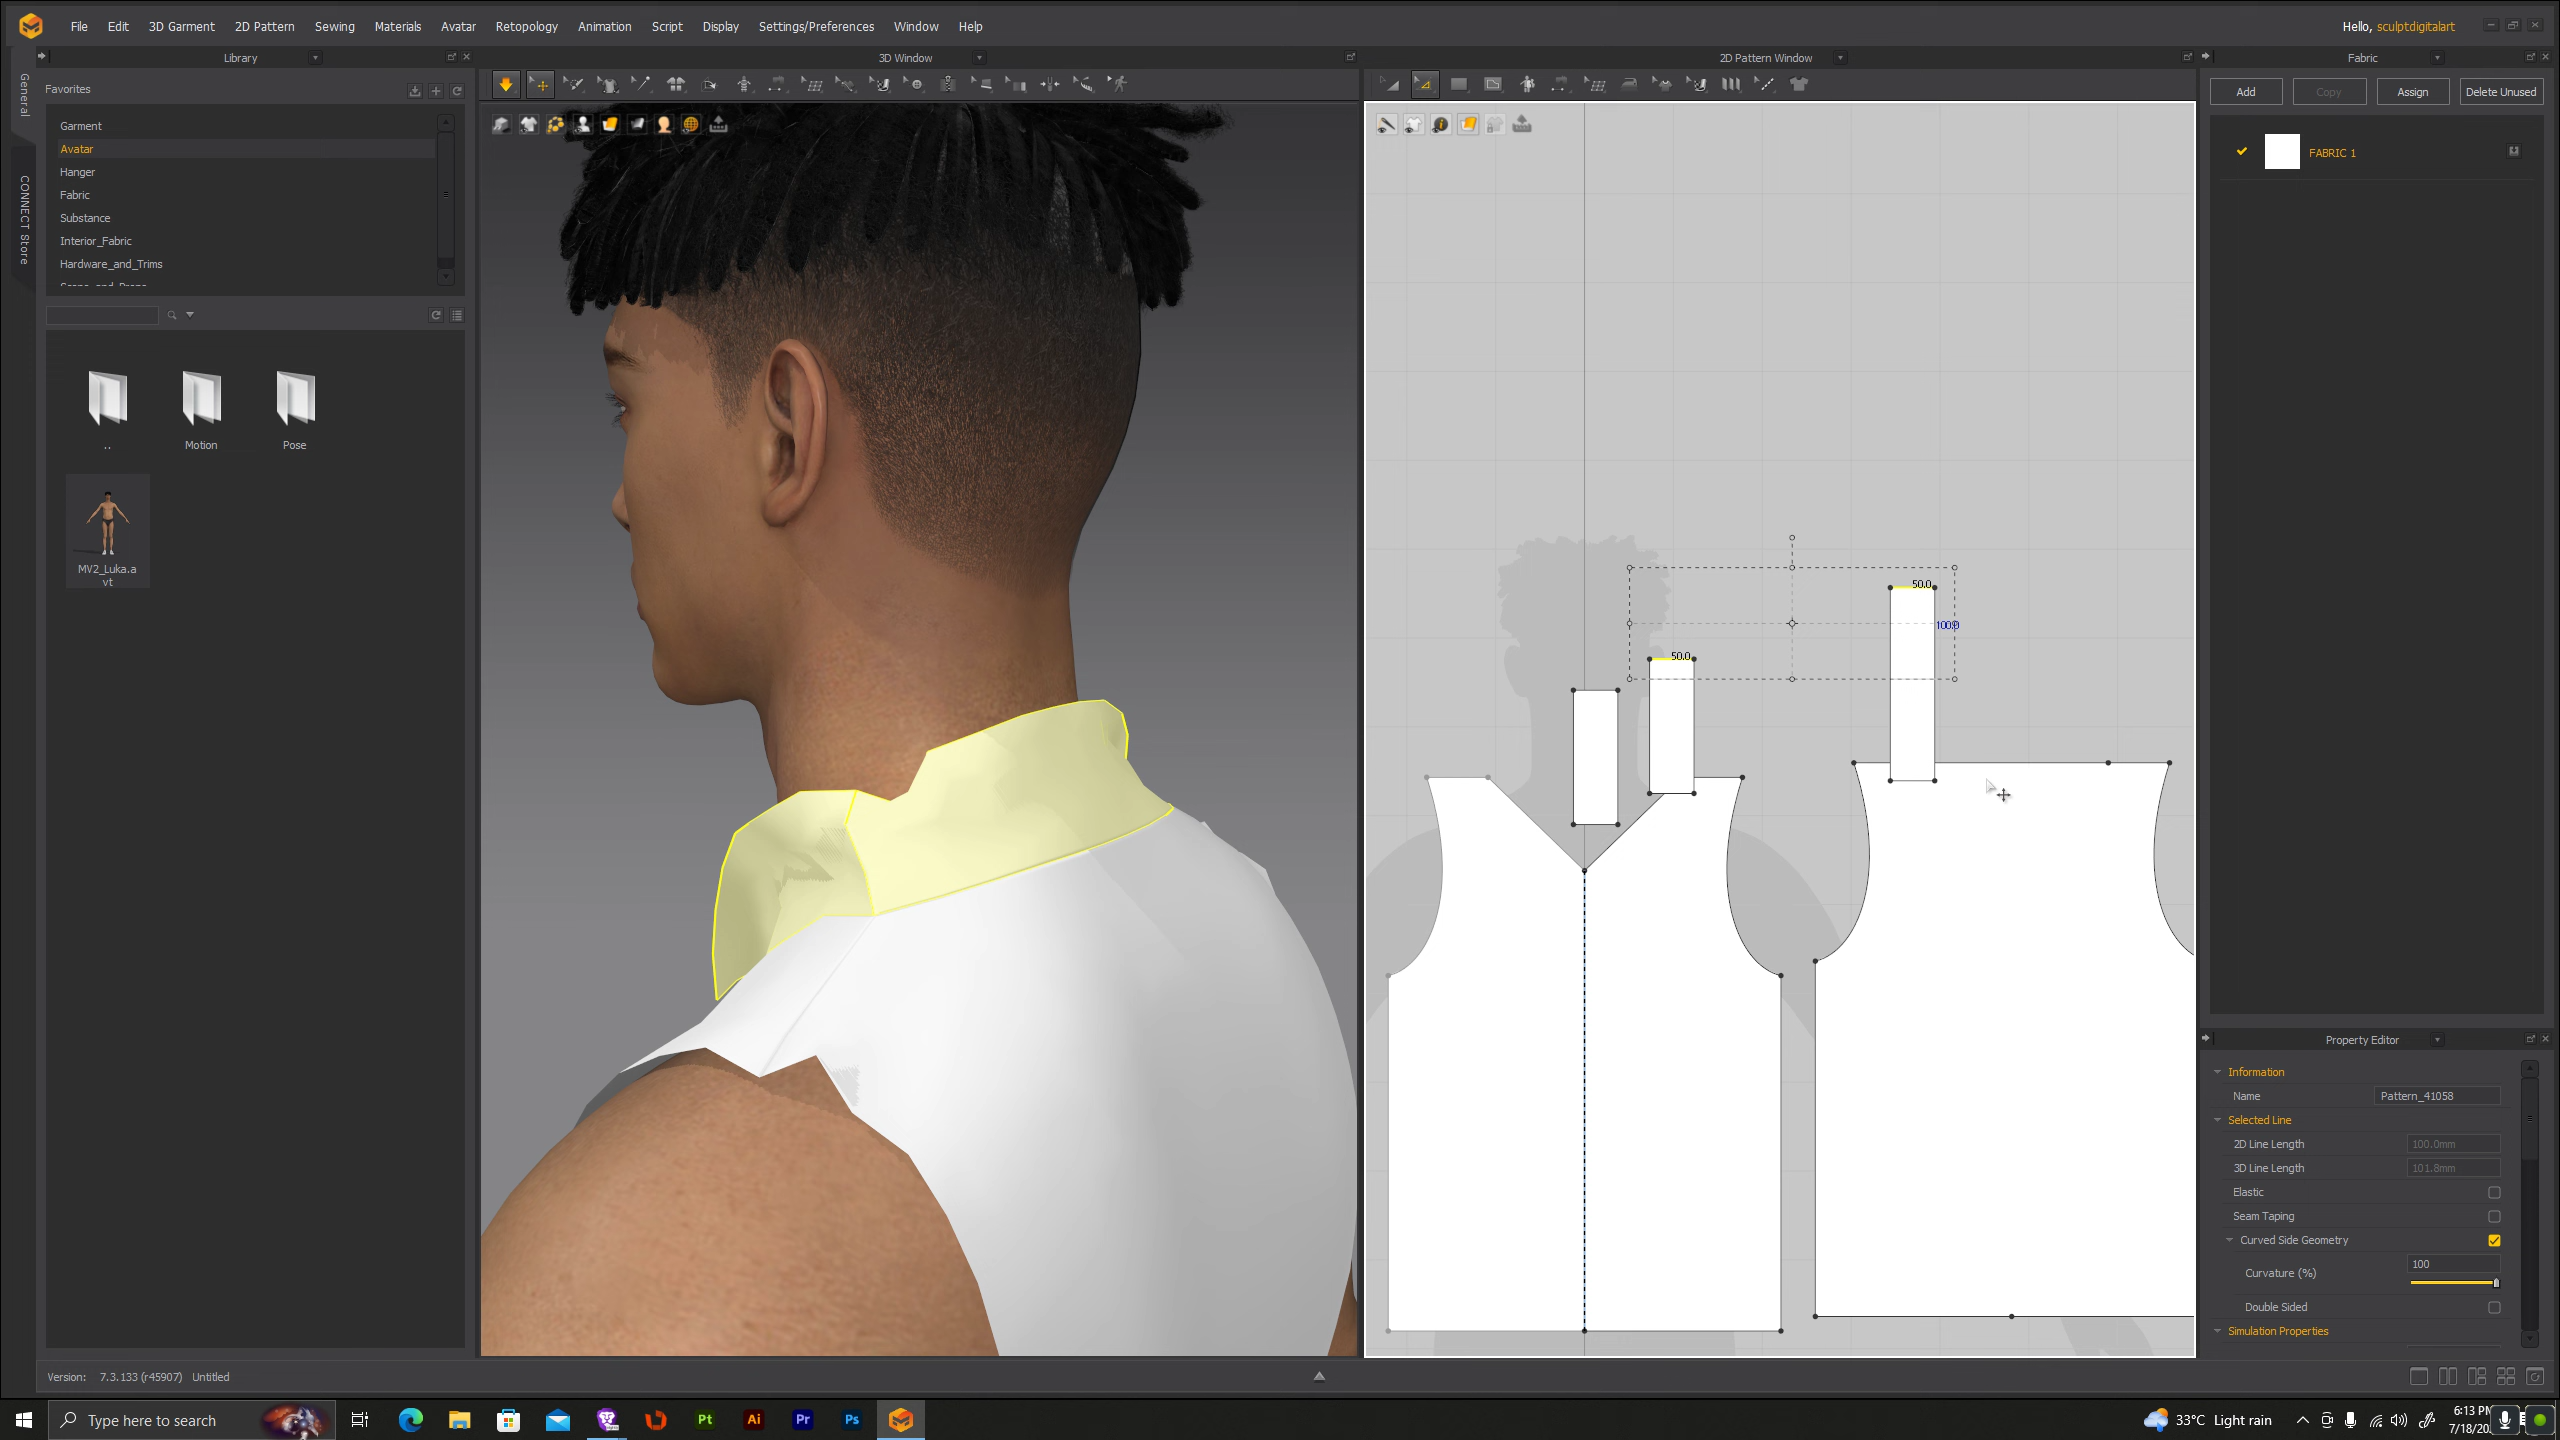 File Edit 3D Garment 2D Pattern Sewing Materials Avatar Retopology Animation Script Display Settings/Preferences Window Help
Hello, sculptdigitalart
Library
3D Window
2D Pattern Window
Fabric
General
CONNECT Store
Favorites
Garment
Avatar
Hanger
Fabric
Substance
Interior_Fabric
Hardware_and_Trims
..
Motion
Pose
MV2_Luka.a
vt
50.0
100.0
50.0
Add
Copy
Assign
Delete Unused
FABRIC 1
Property Editor
Information
Name
Pattern_41058
Selected Line
2D Line Length
100.0mm
3D Line Length
101.8mm
Elastic
Seam Taping
Curved Side Geometry
100
Curvature (%)
Double Sided
Simulation Properties
Version: 7.3.133 (r45907) Untitled
Type here to search
Pt
Ai
Pr
Ps
33°C Light rain
6:13
7/18/20